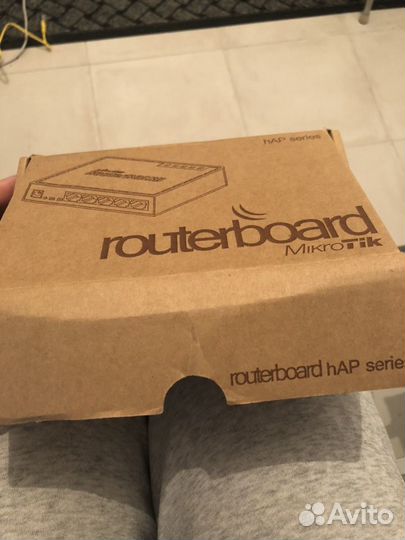 hAP series
routerboard
MikroTik
routerboard hAP series
Avito